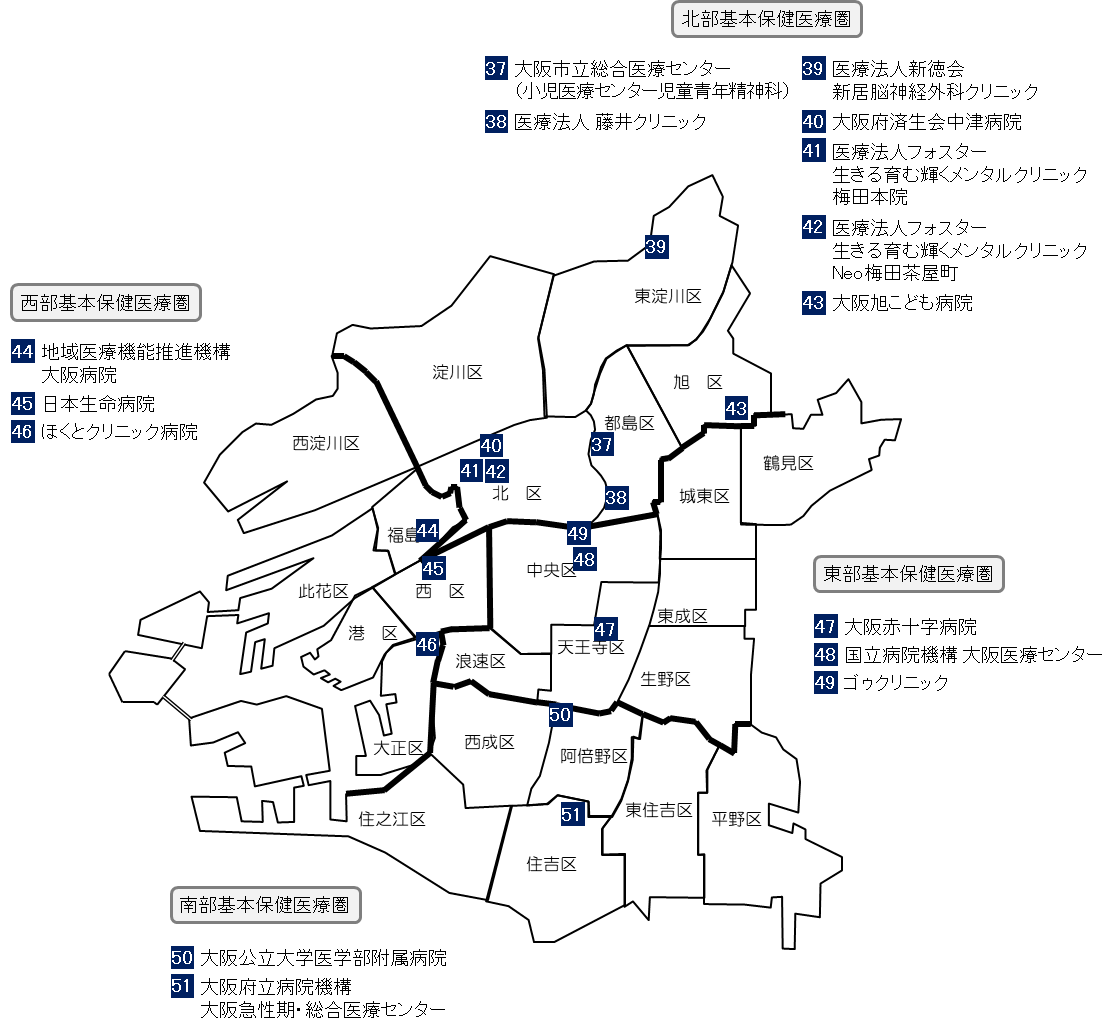 北部基本保健医療圏
37 大阪市立総合医療センター
（小児医療センター児童青年精神科）
38 医療法人 藤井クリニック
39 医療法人新徳会
新居脳神経外科クリニック
40 大阪府済生会中津病院
41 医療法人フォスター
生きる育む輝くメンタルクリニック
梅田本院
42 医療法人フォスター
生きる育む輝くメンタルクリニック
Neo梅田茶屋町
43 大阪旭こども病院
西部基本保健医療圏
44 地域医療機能推進機構
大阪病院
45 日本生命病院
46 ほくとクリニック病院
39
東淀川区
淀川区
旭 区
43
都島区
37
西淀川区
40
41 42
北 区
38
鶴見区
城東区
福島
44
49
48
中央区
45
西 区
此花区
港 区
46
47
天王寺区
東成区
浪速区
生野区
50
大正区
西成区
阿倍野区
住之江区
51
東住吉区
平野区
住吉区
東部基本保健医療圏
47 大阪赤十字病院
48 国立病院機構 大阪医療センター
49 ゴゥクリニック
南部基本保健医療圏
50 大阪公立大学医学部附属病院
51 大阪府立病院機構
大阪急性期・総合医療センター